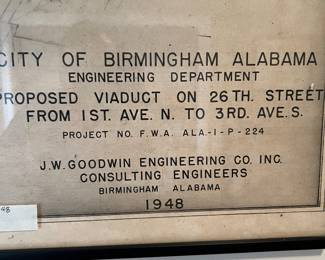 CITY OF BIRMINGHAM ALABAMA
ENGINEERING DEPARTMENT
PROPOSED VIADUCT ON 26TH. STREET
FROM 1ST. AVE. N. TO 3RD. AVE. S.
PROJECT NO. F.W.A. ALA.-1-P-224
J.W. GOODWIN ENGINEERING CO. INC.
CONSULTING ENGINEERS
BIRMINGHAM ALABAMA
1948
48